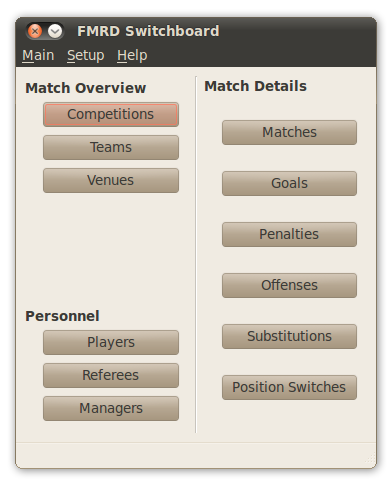 FMRD Switchboard
Main Setup Help
Match Overview
Competitions
Teams
Venues
Personnel
Players
Referees
Managers
Match Details
Matches
Goals
Penalties
Offenses
Substitutions
Position Switches